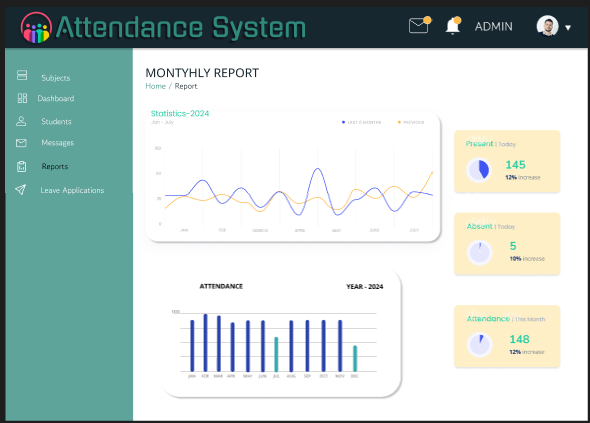 Attendance System
ADMIN
Subjects
Dashboard
Students
Messages
Reports
Leave Applications
MONTYHLY REPORT
Home / Report
Statistics-2024
Jan - July
LAST 6 MONTHS
PREVIOUS
JAN FEB MARCH APRIL MAY JUNE JULY
Present | Today
145
12% increase
Absent | Today
5
10% increase
Attendance | This Month
148
12% increase
ATTENDANCE
YEAR - 2024
JAN FEB MAR APR MAY JUN JUL AUG SEP OCT NOV DEC